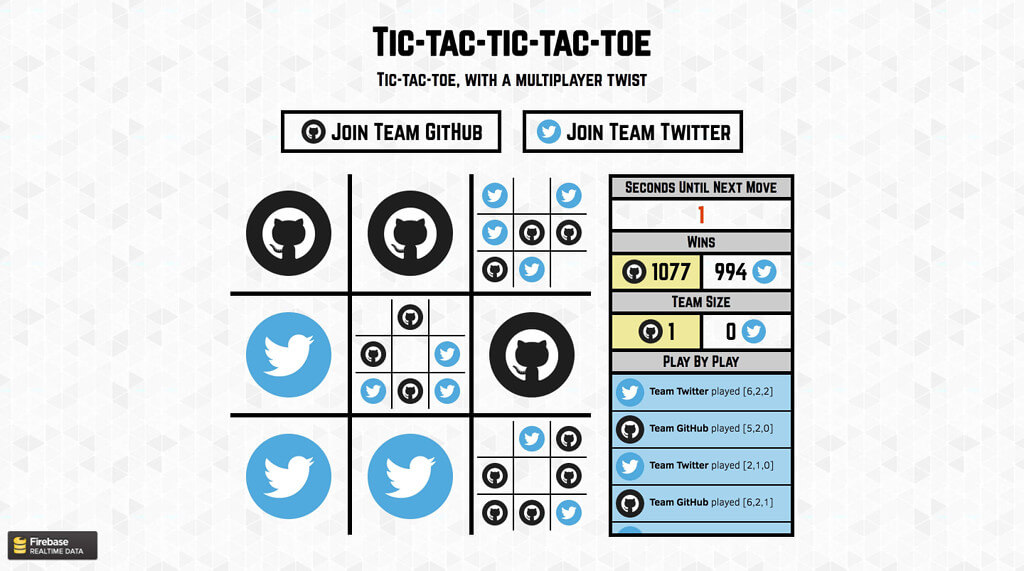 Tic-tac-tic-tac-toe
Tic-tac-toe, with a multiplayer twist
Join Team GitHub
Join Team Twitter
Seconds Until Next Move
1
Wins
1077 994
Team Size
1 0
Play By Play
Team Twitter played [6,2,2]
Team GitHub played [5,2,0]
Team Twitter played [2,1,0]
Team GitHub played [6,2,1]
Firebase
REALTIME DATA